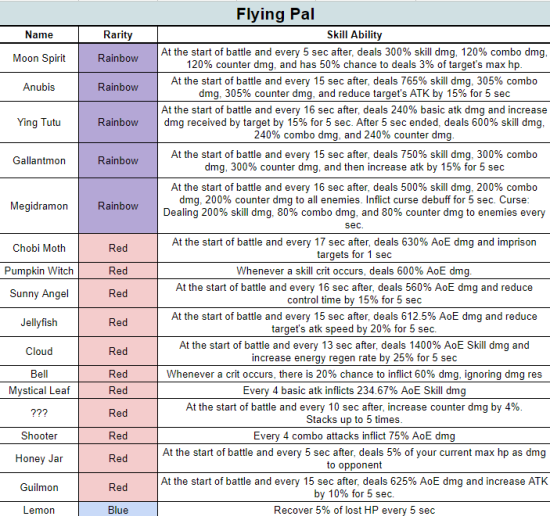 Flying Pal
Name Rarity Skill Ability
Moon Spirit Rainbow At the start of battle and every 5 sec after, deals 300% skill dmg, 120% combo dmg,
120% counter dmg, and has 50% chance to deals 3% of target's max hp.
Anubis Rainbow At the start of battle and every 15 sec after, deals 765% skill dmg, 305% combo
dmg, 305% counter dmg, and reduce target's ATK by 15% for 5 sec
Ying Tutu Rainbow At the start of battle and every 16 sec after, deals 240% basic atk dmg and increase
dmg received by target by 15% for 5 sec. After 5 sec ended, deals 600% skill dmg,
240% combo dmg, and 240% counter dmg.
Gallantmon Rainbow At the start of battle and every 15 sec after, deals 750% skill dmg, 300% combo
dmg, 300% counter dmg, and then increase atk by 15% for 5 sec
Megidramon Rainbow At the start of battle and every 16 sec after, deals 500% skill dmg, 200% combo
dmg, 200% counter dmg to all enemies. Inflict curse debuff for 5 sec. Curse:
Dealing 200% skill dmg, 80% combo dmg, and 80% counter dmg to enemies every
sec.
Chobi Moth Red At the start of battle and every 17 sec after, deals 630% AoE dmg and imprison
targets for 1 sec
Pumpkin Witch Red Whenever a skill crit occurs, deals 600% AoE dmg.
Sunny Angel Red At the start of battle and every 16 sec after, deals 560% AoE dmg and reduce
control time by 15% for 5 sec
Jellyfish Red At the start of battle and every 15 sec after, deals 612.5% AoE dmg and reduce
target's atk speed by 20% for 5 sec.
Cloud Red At the start of battle and every 13 sec after, deals 1400% AoE Skill dmg and
increase energy regen rate by 25% for 5 sec
Bell Red Whenever a crit occurs, there is 20% chance to inflict 60% dmg, ignoring dmg res
Mystical Leaf Red Every 4 basic atk inflicts 234.67% AoE Skill dmg
??? Red At the start of battle and every 10 sec after, increase counter dmg by 4%.
Stacks up to 5 times.
Shooter Red Every 4 combo attacks inflict 75% AoE dmg
Honey Jar Red At the start of battle and every 5 sec after, deals 5% of your current max hp as dmg
to opponent
Guilmon Red At the start of battle and every 15 sec after, deals 625% AoE dmg and increase ATK
by 10% for 5 sec.
Lemon Blue Recover 5% of lost HP every 5 sec